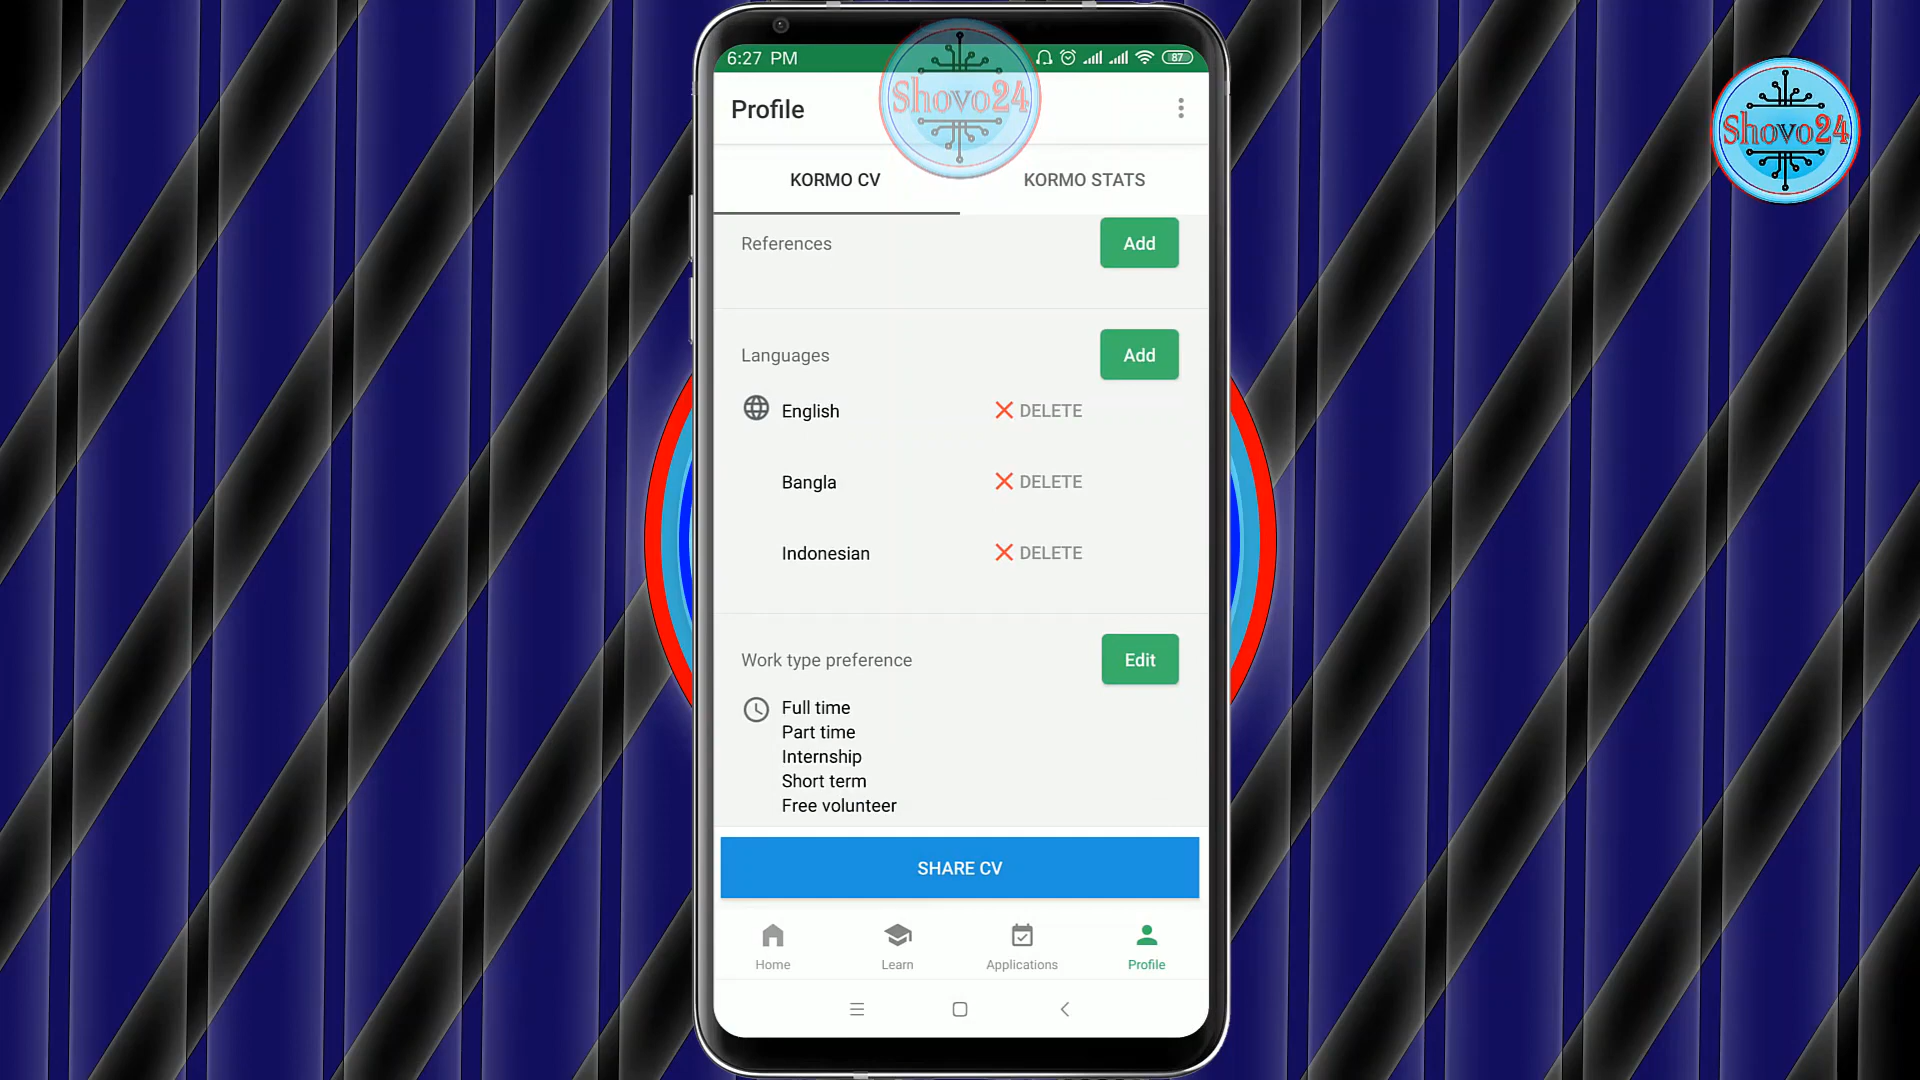 6:27 PM
87
Shovo24
Shovo24
Profile
KORMO CV
KORMO STATS
References
Add
Languages
Add
English
DELETE
Bangla
DELETE
Indonesian
DELETE
Work type preference
Edit
Full time
Part time
Internship
Short term
Free volunteer
SHARE CV
Home
Learn
Applications
Profile